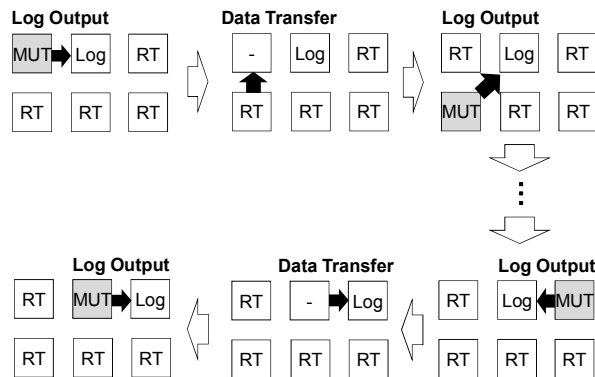 Log Output Data Transfer Log Output
MUT Log RT - Log RT RT Log RT
RT RT RT RT RT RT MUT RT RT
Log Output Data Transfer Log Output
RT MUT Log RT - Log RT Log MUT
RT RT RT RT RT RT RT RT RT